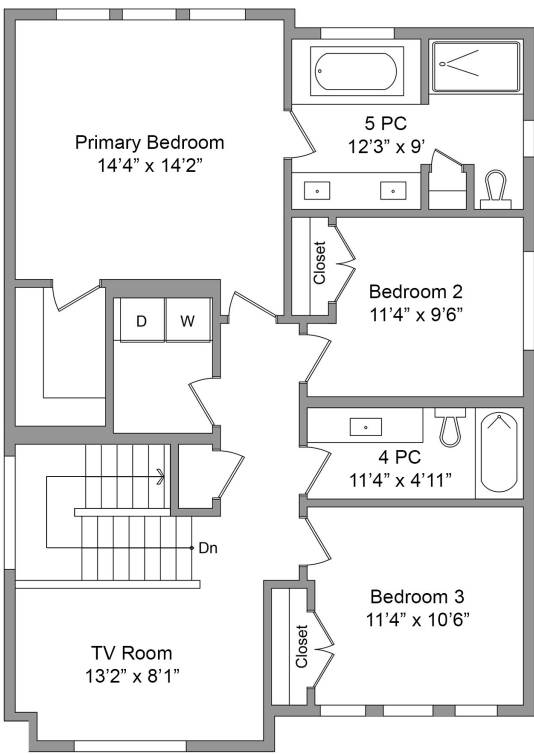 Primary Bedroom
14'4” x 14'2”
5 PC
12'3” x 9'
Closet
Bedroom 2
11'4” x 9'6”
D
W
4 PC
11'4” x 4'11”
Dn
Bedroom 3
11'4” x 10'6”
Closet
TV Room
13'2” x 8'1”